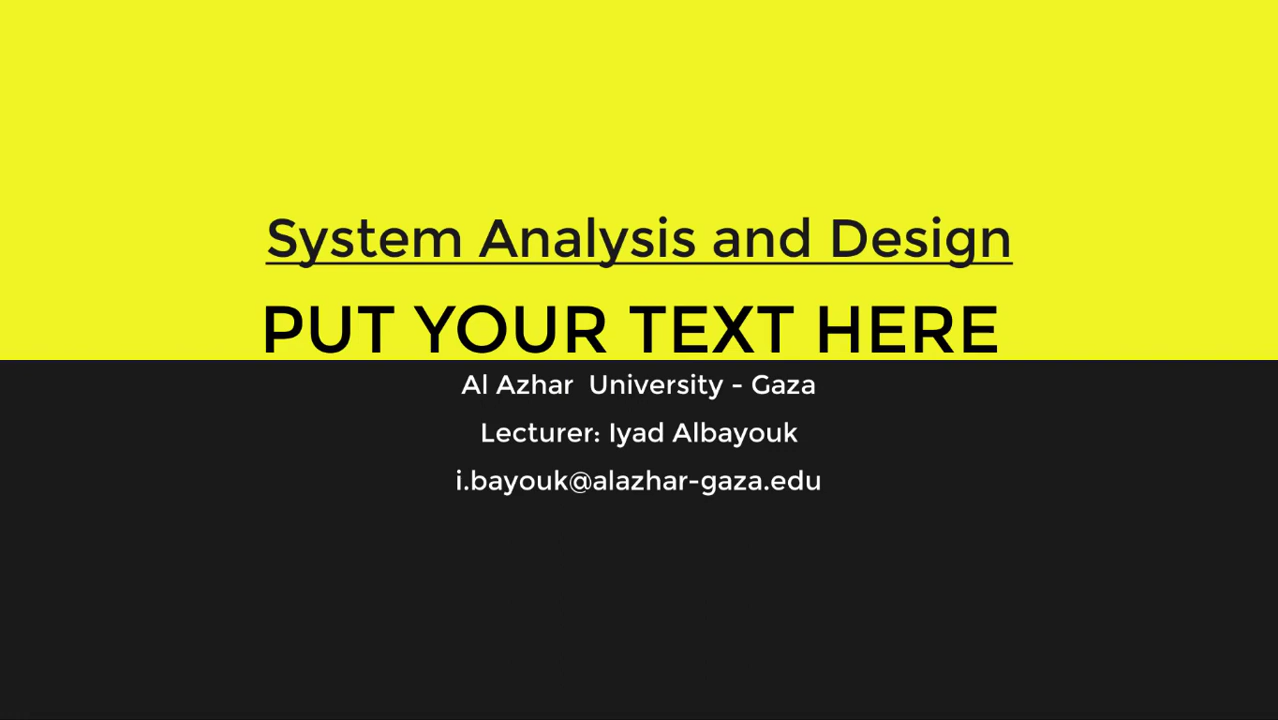 System Analysis and Design
PUT YOUR TEXT HERE
Al Azhar  University - Gaza
Lecturer: Iyad Albayouk
i.bayouk@alazhar-gaza.edu